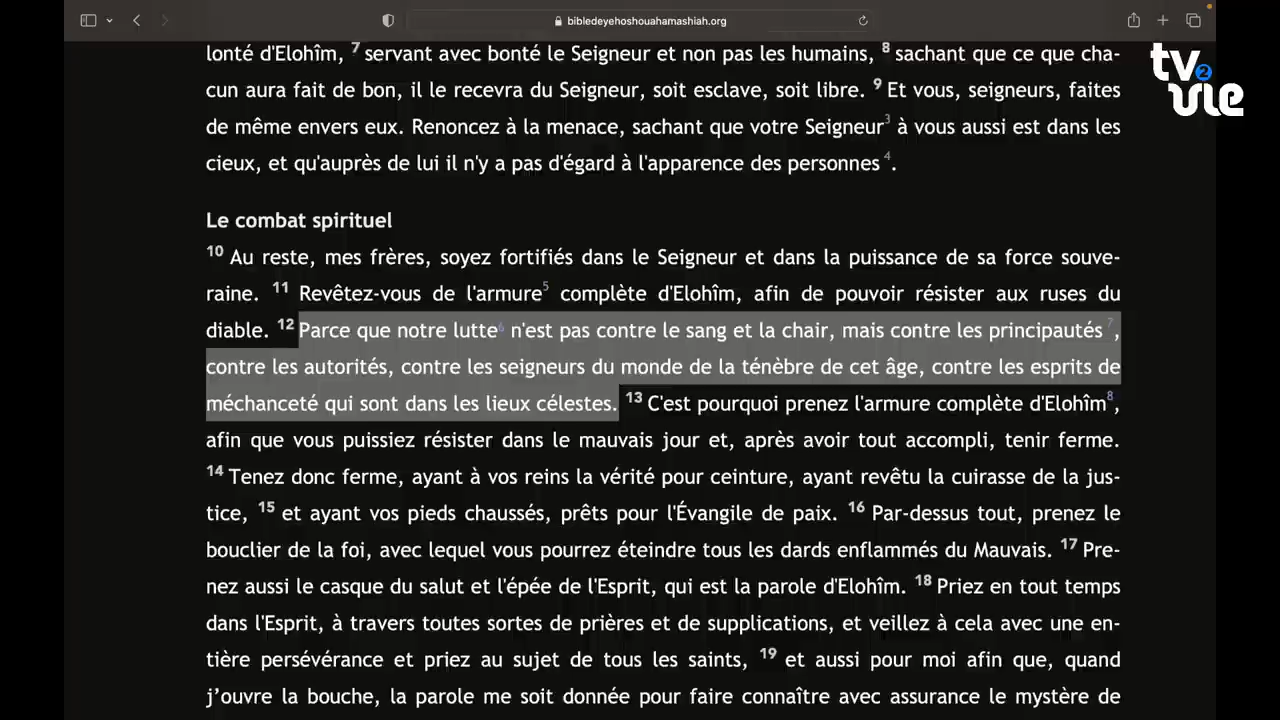 bibledeyehoshouahamashiah.org
tv2vie
lonté d'Elohîm, 7 servant avec bonté le Seigneur et non pas les humains, 8 sachant que ce que cha-
cun aura fait de bon, il le recevra du Seigneur, soit esclave, soit libre. 9 Et vous, seigneurs, faites
de même envers eux. Renoncez à la menace, sachant que votre Seigneur3 à vous aussi est dans les
cieux, et qu'auprès de lui il n'y a pas d'égard à l'apparence des personnes 4.
Le combat spirituel
10 Au reste, mes frères, soyez fortifiés dans le Seigneur et dans la puissance de sa force souve-
raine. 11 Revêtez-vous de l'armure5 complète d'Elohîm, afin de pouvoir résister aux ruses du
diable. 12 Parce que notre lutte6 n'est pas contre le sang et la chair, mais contre les principautés 7,
contre les autorités, contre les seigneurs du monde de la ténèbre de cet âge, contre les esprits de
méchanceté qui sont dans les lieux célestes. 13 C'est pourquoi prenez l'armure complète d'Elohîm8,
afin que vous puissiez résister dans le mauvais jour et, après avoir tout accompli, tenir ferme.
14 Tenez donc ferme, ayant à vos reins la vérité pour ceinture, ayant revêtu la cuirasse de la jus-
tice, 15 et ayant vos pieds chaussés, prêts pour l'Évangile de paix. 16 Par-dessus tout, prenez le
bouclier de la foi, avec lequel vous pourrez éteindre tous les dards enflammés du Mauvais. 17 Pre-
nez aussi le casque du salut et l'épée de l'Esprit, qui est la parole d'Elohîm. 18 Priez en tout temps
dans l'Esprit, à travers toutes sortes de prières et de supplications, et veillez à cela avec une en-
tière persévérance et priez au sujet de tous les saints, 19 et aussi pour moi afin que, quand
j’ouvre la bouche, la parole me soit donnée pour faire connaître avec assurance le mystère de